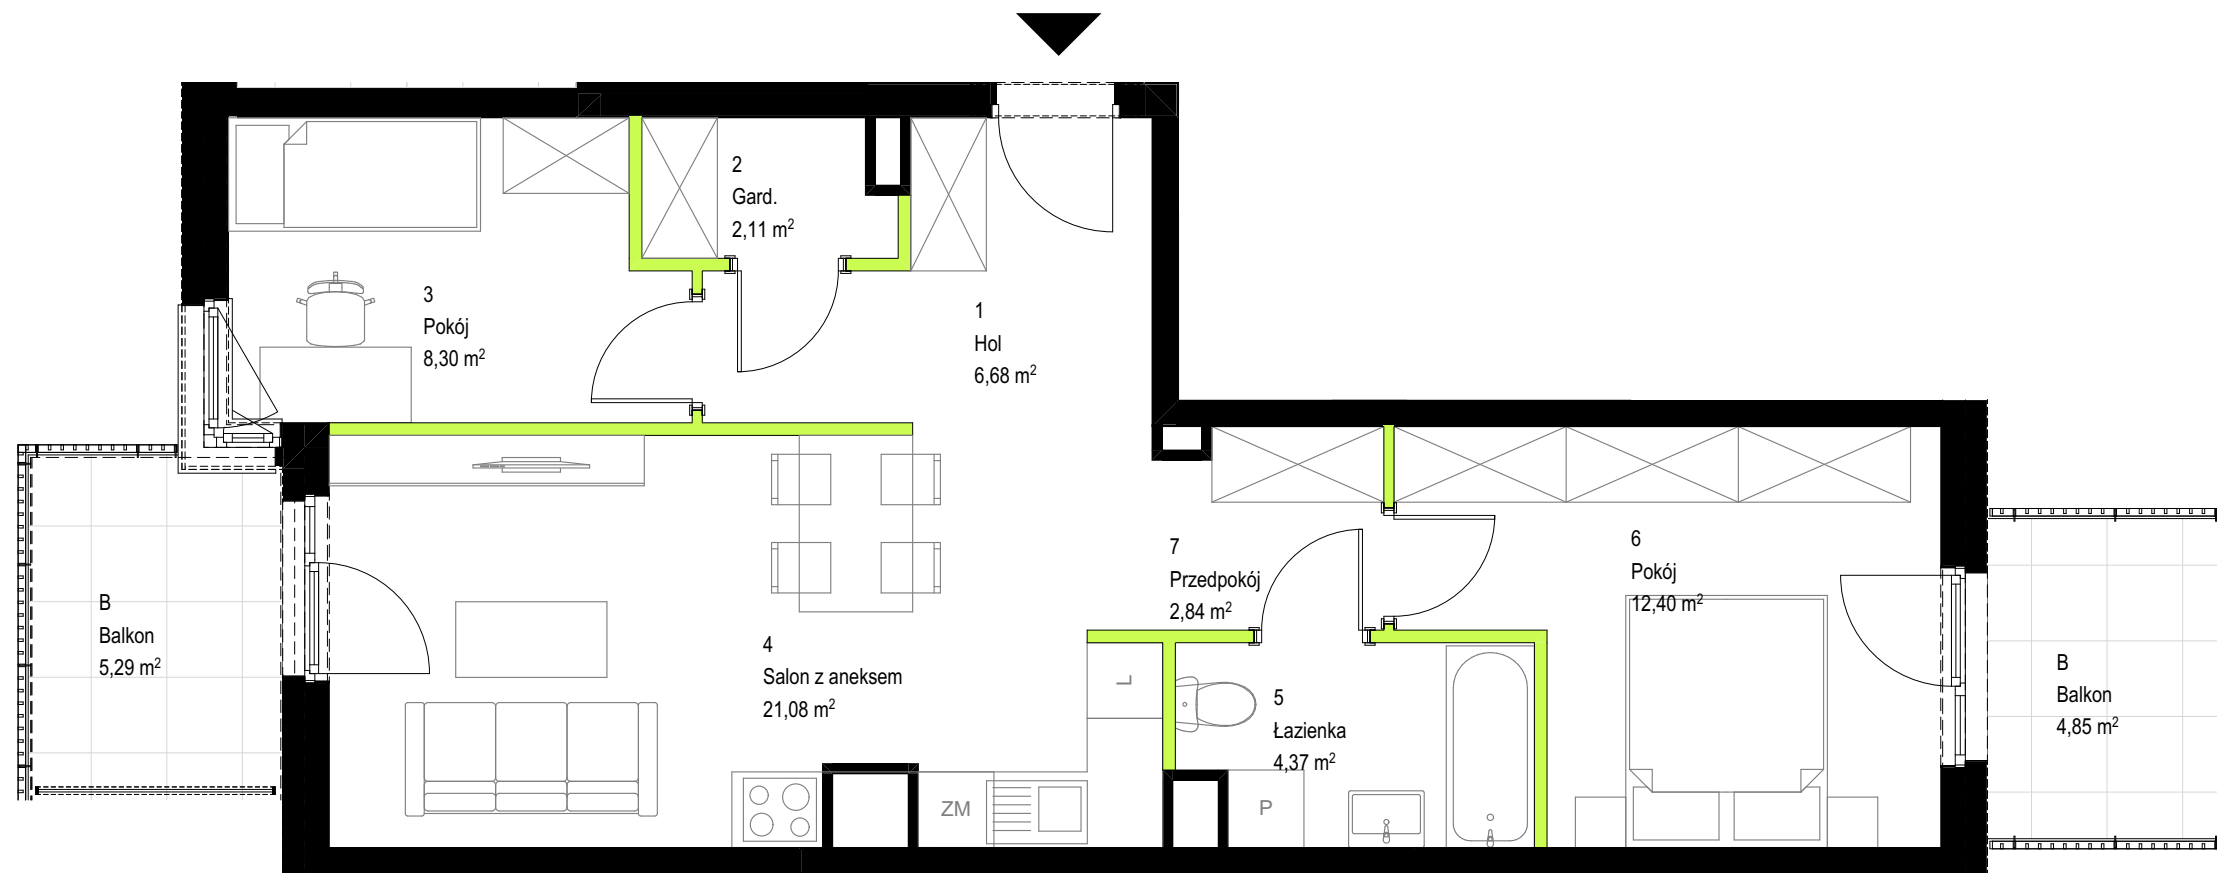 2
Gard.
2,11 m²
3
Pokój
8,30 m²
1
Hol
6,68 m²
7
Przedpokój
2,84 m²
6
Pokój
12,40 m²
B
Balkon
5,29 m²
4
Salon z aneksem
21,08 m²
L
5
Łazienka
4,37 m²
B
Balkon
4,85 m²
ZM
P